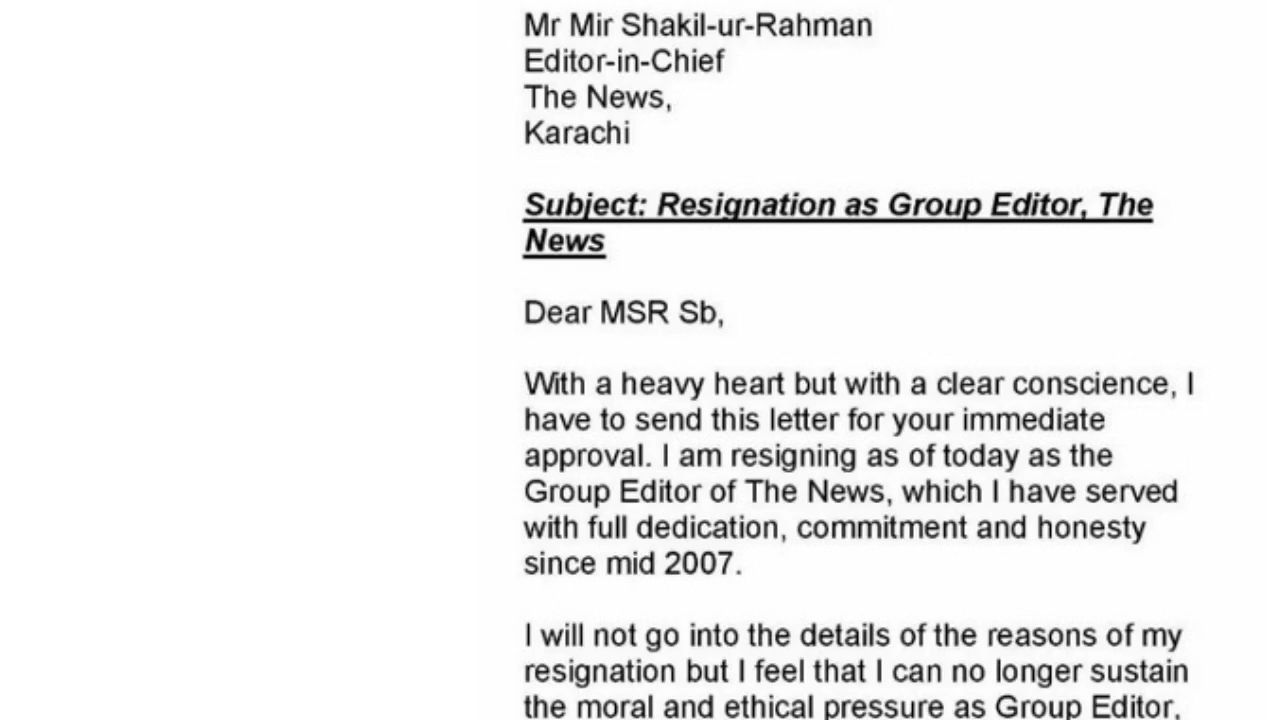 Mr Mir Shakil-ur-Rahman
Editor-in-Chief
The News,
Karachi
Subject: Resignation as Group Editor, The
News
Dear MSR Sb,
With a heavy heart but with a clear conscience, I
have to send this letter for your immediate
approval. I am resigning as of today as the
Group Editor of The News, which I have served
with full dedication, commitment and honesty
since mid 2007.
I will not go into the details of the reasons of my
resignation but I feel that I can no longer sustain
the moral and ethical pressure as Group Editor,